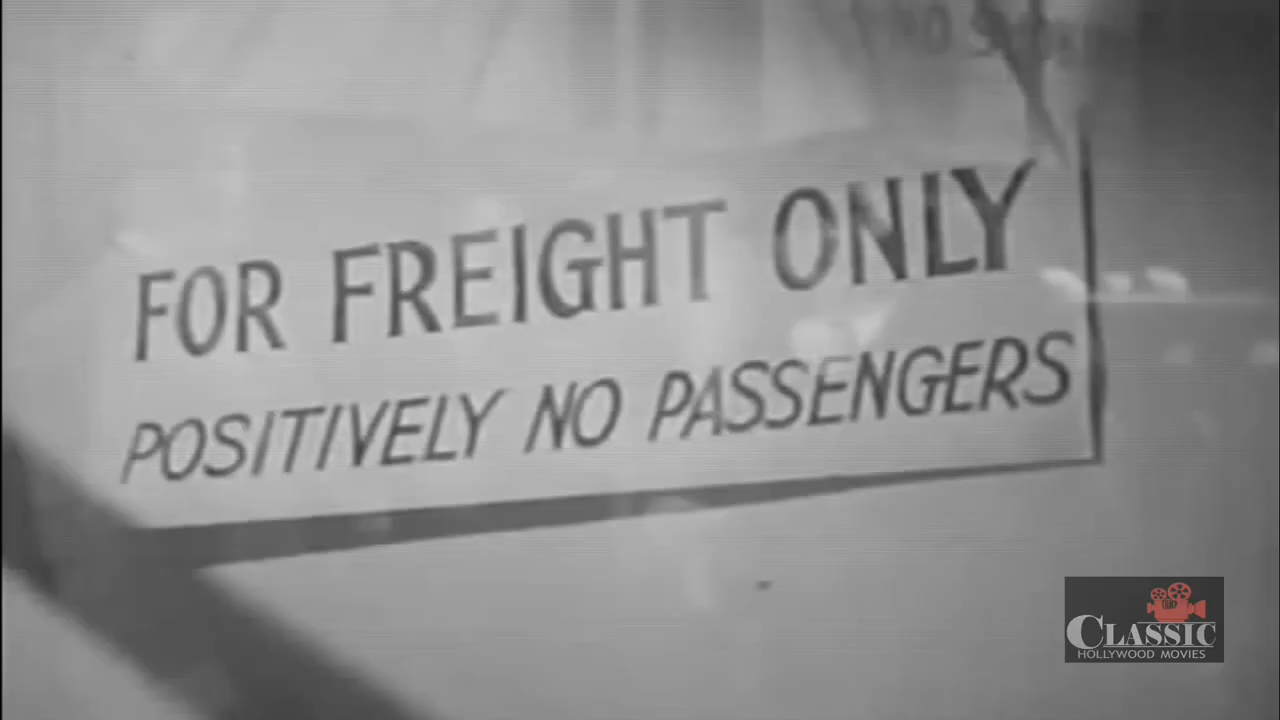 FOR FREIGHT ONLY
POSITIVELY NO PASSENGERS
CLASSIC
HOLLYWOOD MOVIES